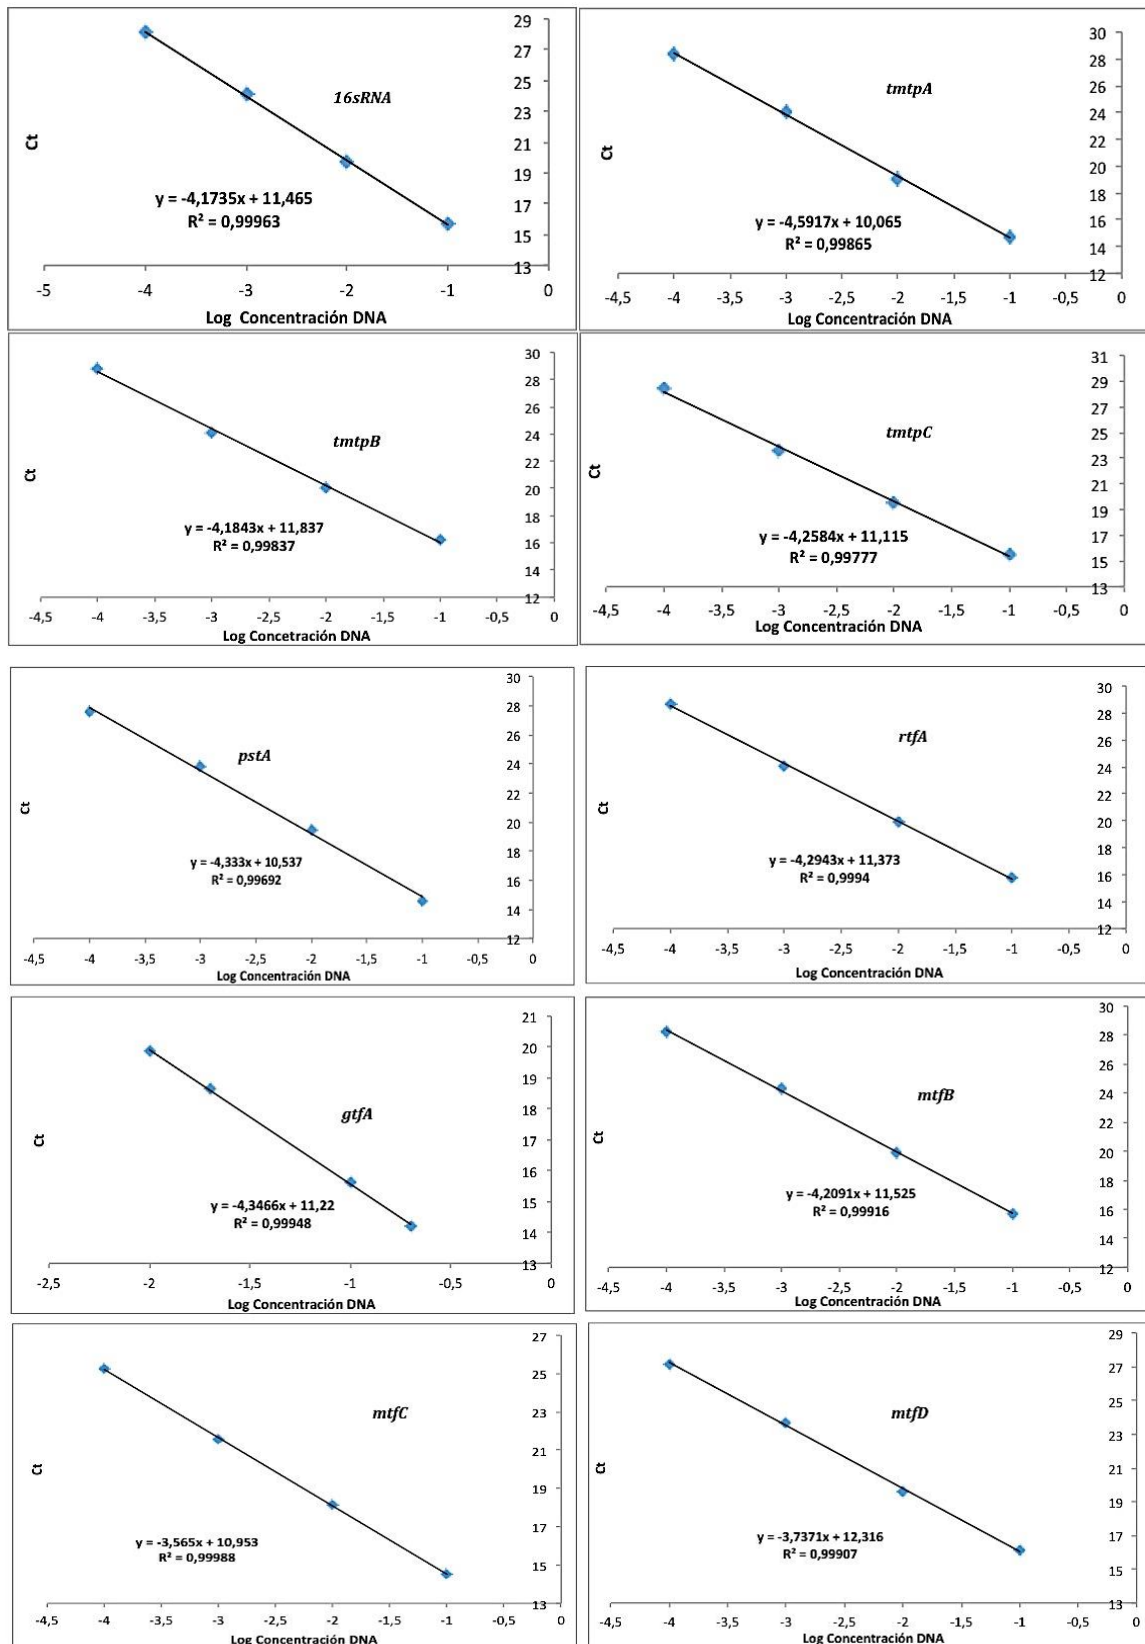 29
27
25
23
21
19
17
15
13
16sRNA
Ct
y = -4,1735x + 11,465
R² = 0,99963
-5 -4 -3 -2 -1 0
Log Concentración DNA
30
28
26
24
22
20
18
16
14
12
tmtpA
Ct
y = -4,5917x + 10,065
R² = 0,99865
-4,5 -4 -3,5 -3 -2,5 -2 -1,5 -1 -0,5 0
Log Concentración DNA
30
28
26
24
22
20
18
16
14
12
tmtpB
Ct
y = -4,1843x + 11,837
R² = 0,99837
-4,5 -4 -3,5 -3 -2,5 -2 -1,5 -1 -0,5 0
Log Concetración DNA
31
29
27
25
23
21
19
17
15
13
tmtpC
Ct
y = -4,2584x + 11,115
R² = 0,99777
-4,5 -4 -3,5 -3 -2,5 -2 -1,5 -1 -0,5 0
Log Concentración DNA
30
28
26
24
22
20
18
16
14
12
pstA
Ct
y = -4,333x + 10,537
R² = 0,99692
-4,5 -4 -3,5 -3 -2,5 -2 -1,5 -1 -0,5 0
Log Concentración DNA
30
28
26
24
22
20
18
16
14
12
rtfA
Ct
y = -4,2943x + 11,373
R² = 0,9994
-4,5 -4 -3,5 -3 -2,5 -2 -1,5 -1 -0,5 0
Log Concentración DNA
21
20
19
18
17
16
15
14
13
gtfA
Ct
y = -4,3466x + 11,22
R² = 0,99948
-2,5 -2 -1,5 -1 -0,5 0
Log Concentración DNA
30
28
26
24
22
20
18
16
14
12
mtfB
Ct
y = -4,2091x + 11,525
R² = 0,99916
-4,5 -4 -3,5 -3 -2,5 -2 -1,5 -1 -0,5 0
Log Concentración DNA
27
25
23
21
19
17
15
13
mtfC
Ct
y = -3,565x + 10,953
R² = 0,99988
-4,5 -4 -3,5 -3 -2,5 -2 -1,5 -1 -0,5 0
Log Concentración DNA
29
27
25
23
21
19
17
15
13
mtfD
Ct
y = -3,7371x + 12,316
R² = 0,99907
-4,5 -4 -3,5 -3 -2,5 -2 -1,5 -1 -0,5 0
Log Concentración DNA